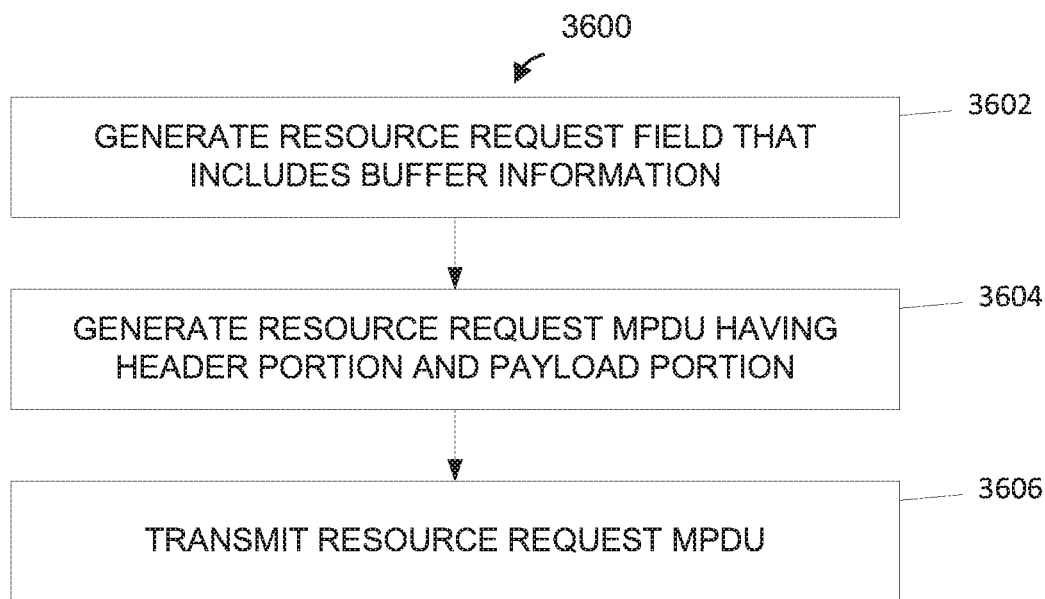 3600
3602
GENERATE RESOURCE REQUEST FIELD THAT
INCLUDES BUFFER INFORMATION
3604
GENERATE RESOURCE REQUEST MPDU HAVING
HEADER PORTION AND PAYLOAD PORTION
3606
TRANSMIT RESOURCE REQUEST MPDU